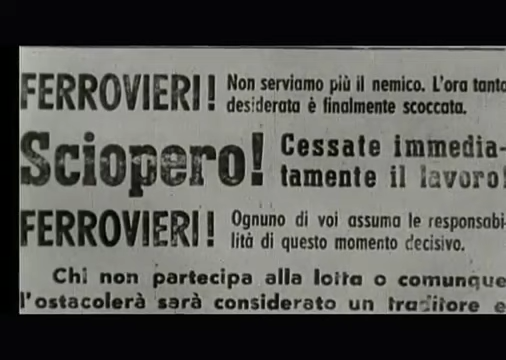 FERROVIERI! Non serviamo più il nemico. L'ora tanto
desiderata è finalmente scoccata.
Sciopero! Cessate immedia-
tamente il lavoro!
FERROVIERI! Ognuno di voi assuma le responsabi-
lità di questo momento decisivo.
Chi non partecipa alla lotta o comunque
l'ostacolerà sarà considerato un traditore e